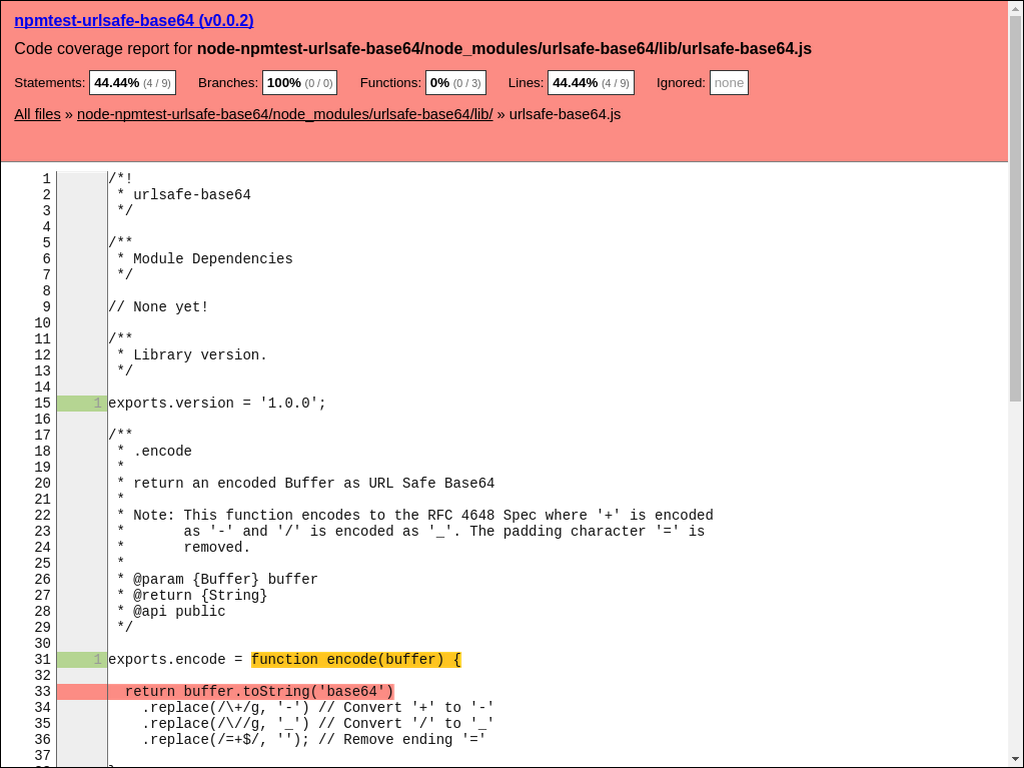 npmtest-urlsafe-base64 (v0.0.2)
Code coverage report for node-npmtest-urlsafe-base64/node_modules/urlsafe-base64/lib/urlsafe-base64.js
Statements: 44.44% (4 / 9) Branches: 100% (0 / 0) Functions: 0% (0 / 3) Lines: 44.44% (4 / 9) Ignored: none
All files » node-npmtest-urlsafe-base64/node_modules/urlsafe-base64/lib/ » urlsafe-base64.js
1 /*!
2  * urlsafe-base64
3  */
4
5 /**
6  * Module Dependencies
7  */
8
9 // None yet!
10
11 /**
12  * Library version.
13  */
14
15 1 exports.version = '1.0.0';
16
17 /**
18  * .encode
19  *
20  * return an encoded Buffer as URL Safe Base64
21  *
22  * Note: This function encodes to the RFC 4648 Spec where '+' is encoded
23  *       as '-' and '/' is encoded as '_'. The padding character '=' is
24  *       removed.
25  *
26  * @param {Buffer} buffer
27  * @return {String}
28  * @api public
29  */
30
31 1 exports.encode = function encode(buffer) {
32
33   return buffer.toString('base64')
34     .replace(/\+/g, '-') // Convert '+' to '-'
35     .replace(/\//g, '_') // Convert '/' to '_'
36     .replace(/=+$/, ''); // Remove ending '='
37